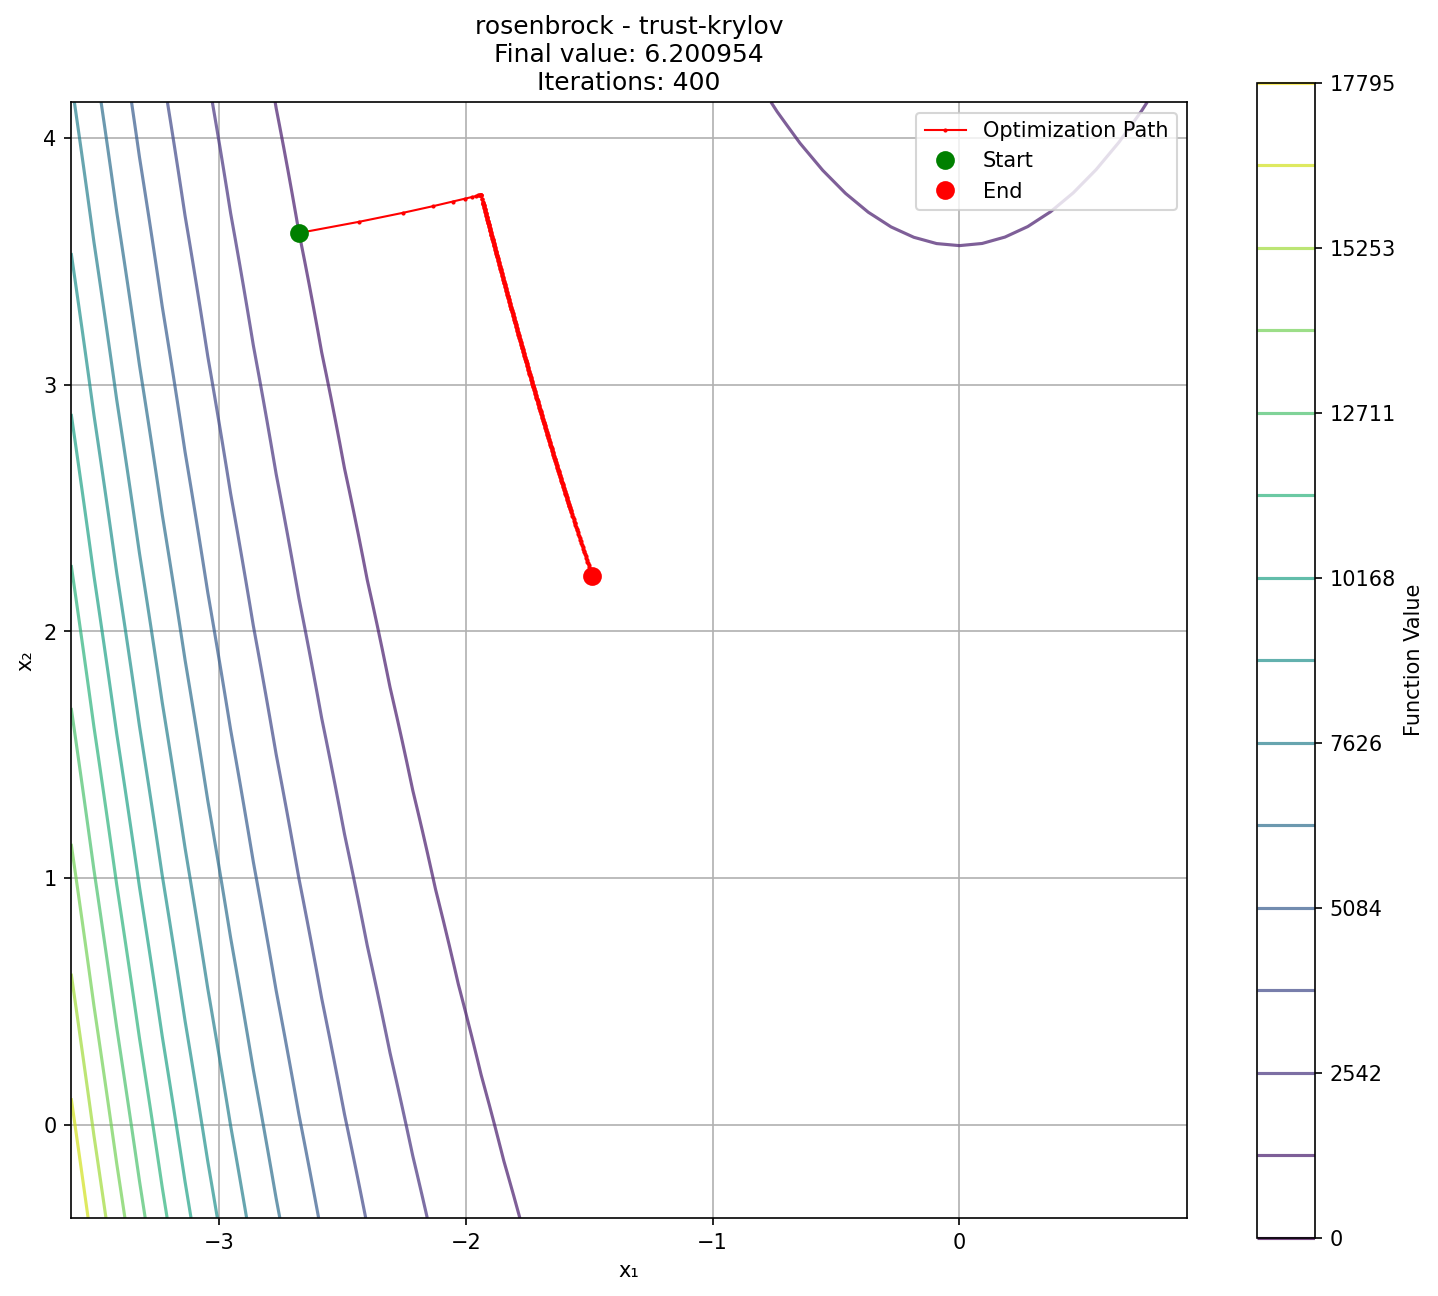 rosenbrock - trust-krylov
Final value: 6.200954
Iterations: 400
Optimization Path
Start
End
4
3
2
1
0
x₂
−3
−2
−1
0
x₁
17795
15253
12711
10168
7626
5084
2542
0
Function Value